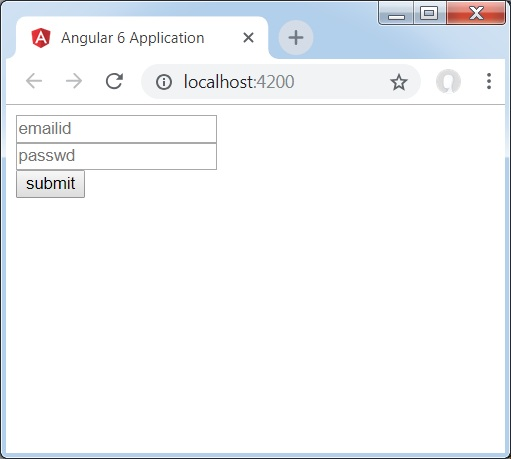 Angular 6 Application
localhost:4200
emailid
passwd
submit